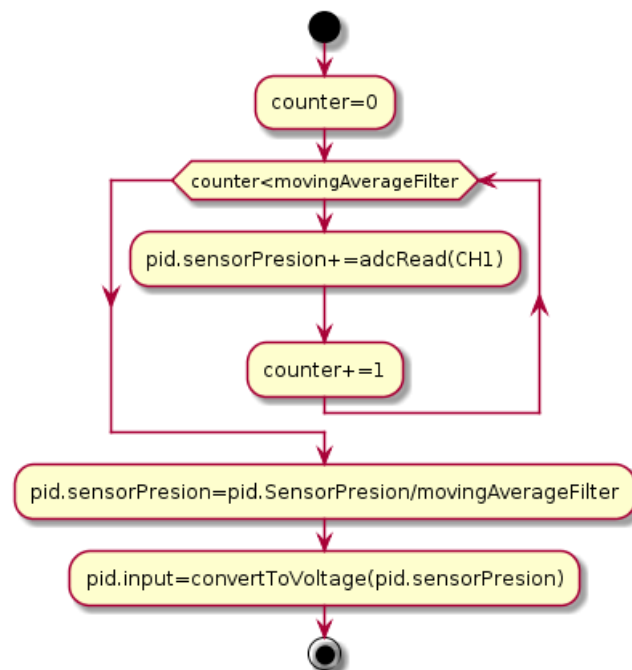 counter=0
counter<movingAverageFilter
pid.sensorPresion+=adcRead(CH1)
counter+=1
pid.sensorPresion=pid.SensorPresion/movingAverageFilter
pid.input=convertToVoltage(pid.sensorPresion)